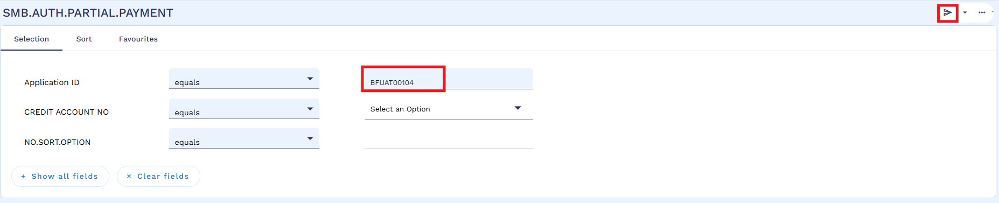 SMB.AUTH.PARTIAL.PAYMENT
Selection Sort Favourites
Application ID equals BFUAT00104
CREDIT ACCOUNT NO equals Select an Option
NO.SORT.OPTION equals
+ Show all fields × Clear fields